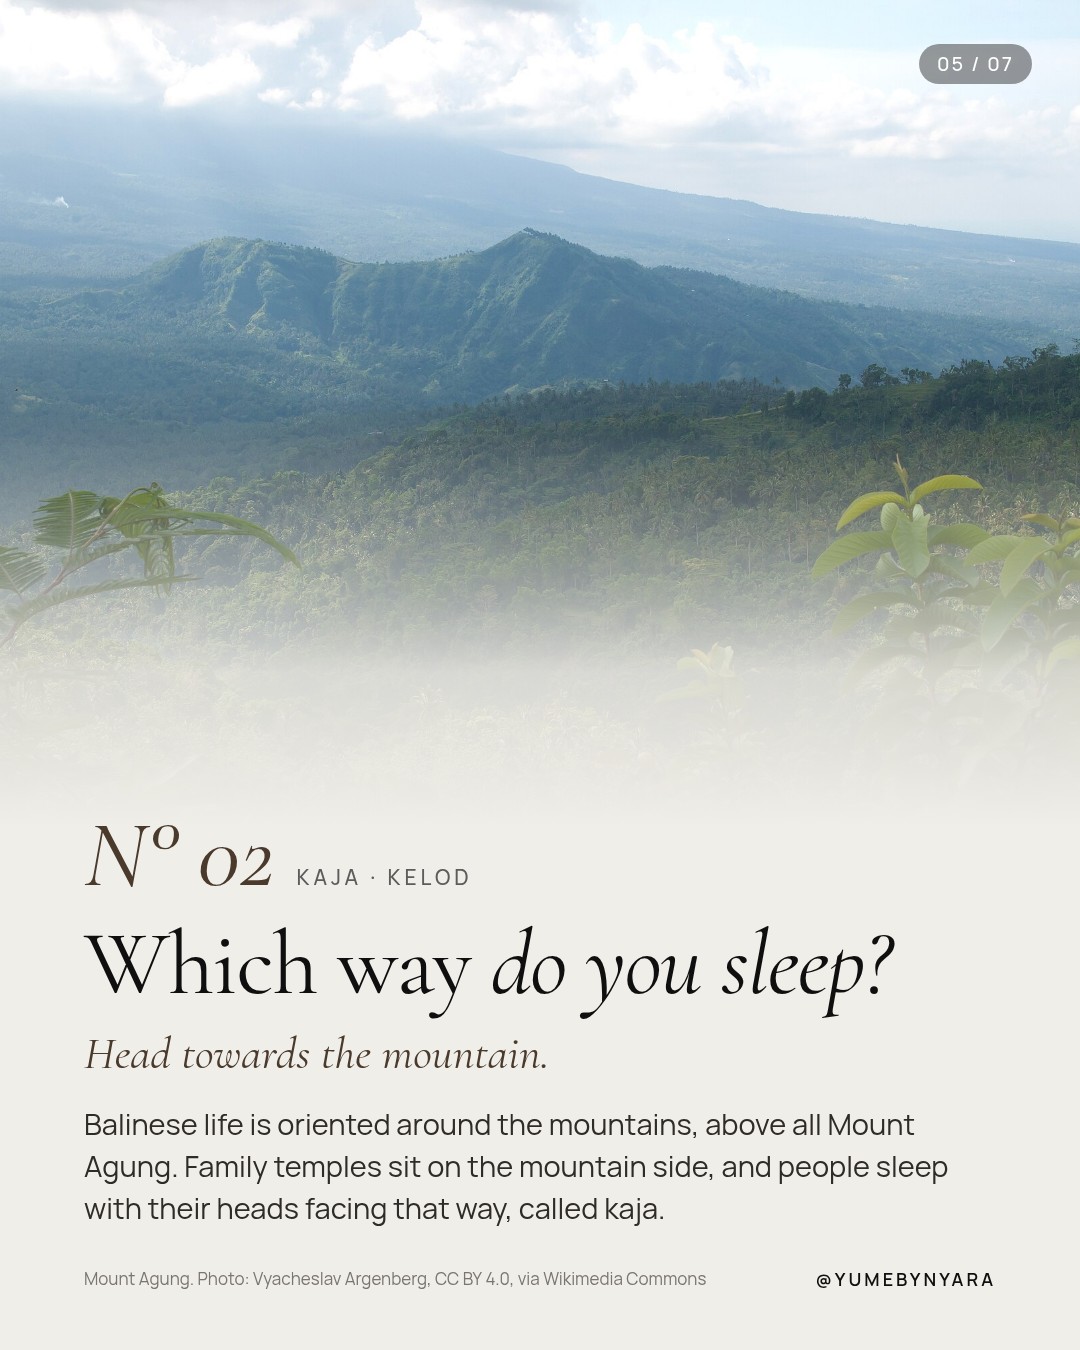 05 / 07
Nº 02 KAJA · KELOD
Which way do you sleep?
Head towards the mountain.
Balinese life is oriented around the mountains, above all Mount
Agung. Family temples sit on the mountain side, and people sleep
with their heads facing that way, called kaja.
Mount Agung. Photo: Vyacheslav Argenberg, CC BY 4.0, via Wikimedia Commons
@YUMEBYNYARA